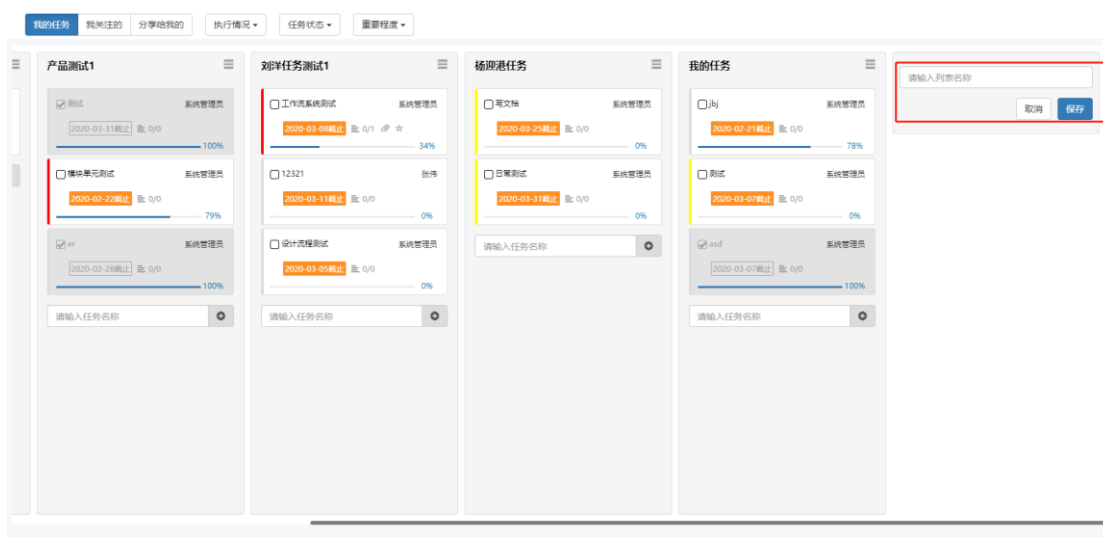 我的任务 我关注的 分享给我的 执行情况 任务状态 重要程度
产品测试1
测试 系统管理员
2020-03-31截止 0/0
100%
模块单元测试 系统管理员
2020-02-22截止 0/0
79%
er 系统管理员
2020-02-28截止 0/0
100%
请输入任务名称
刘洋任务测试1
工作流系统测试 系统管理员
2020-03-08截止 0/1
34%
12321 张伟
2020-03-11截止 0/0
0%
设计流程测试 系统管理员
2020-03-05截止 0/0
0%
请输入任务名称
杨迎港任务
写文档 系统管理员
2020-03-25截止 0/0
0%
日常测试 系统管理员
2020-03-31截止 0/0
0%
请输入任务名称
我的任务
jbj 系统管理员
2020-02-21截止 0/0
78%
测试 系统管理员
2020-03-07截止 0/0
0%
asd 系统管理员
2020-03-07截止 0/0
100%
请输入任务名称
请输入列表名称
取消 保存